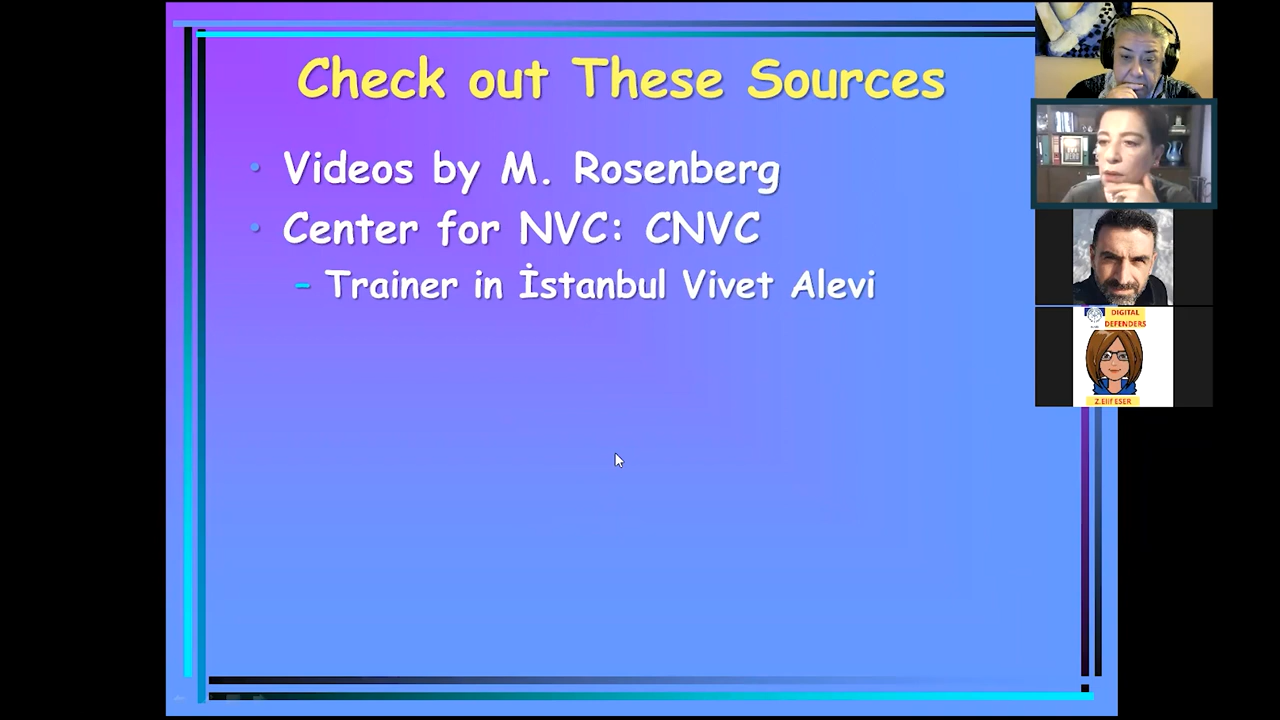 Check out These Sources
Videos by M. Rosenberg
Center for NVC: CNVC
– Trainer in İstanbul Vivet Alevi
DIGITAL
DEFENDERS
Z.Elif ESER